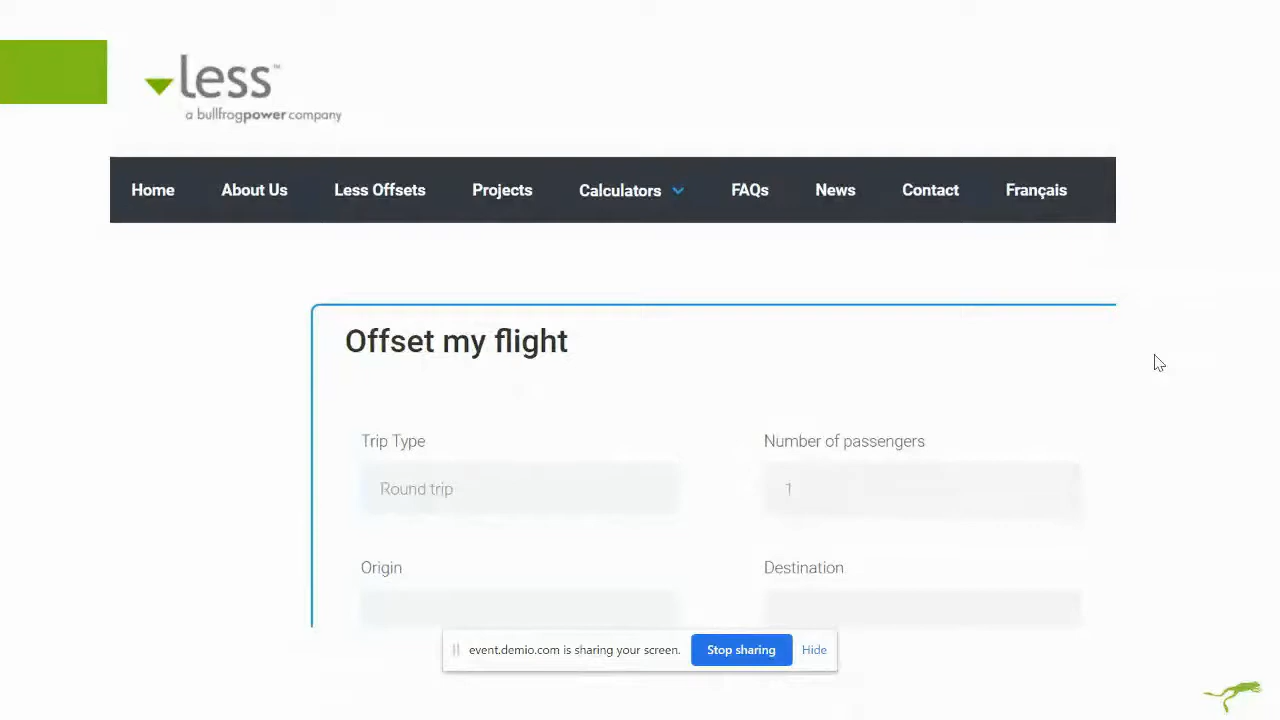 less™
a bullfrogpower company
Home About Us Less Offsets Projects Calculators FAQs News Contact Français
Offset my flight
Trip Type Number of passengers
Round trip 1
Origin Destination
event.demio.com is sharing your screen. Stop sharing Hide